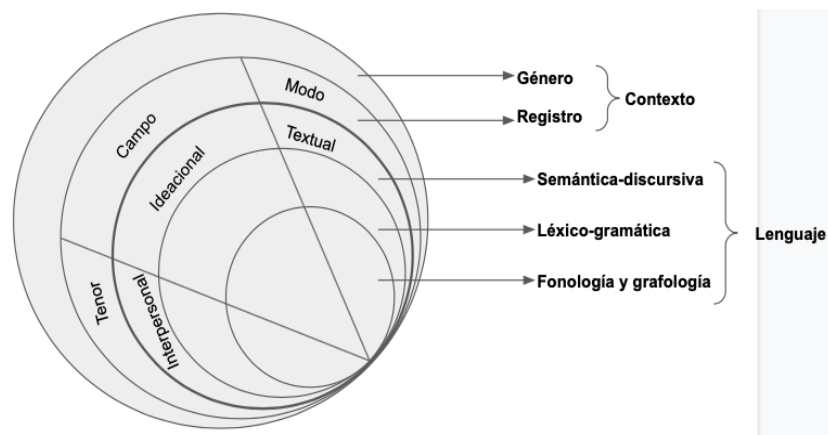 Género
Modo
Contexto
Registro
Campo
Textual
Ideacional
Semántica-discursiva
Léxico-gramática
Lenguaje
Fonología y grafología
Tenor
Interpersonal